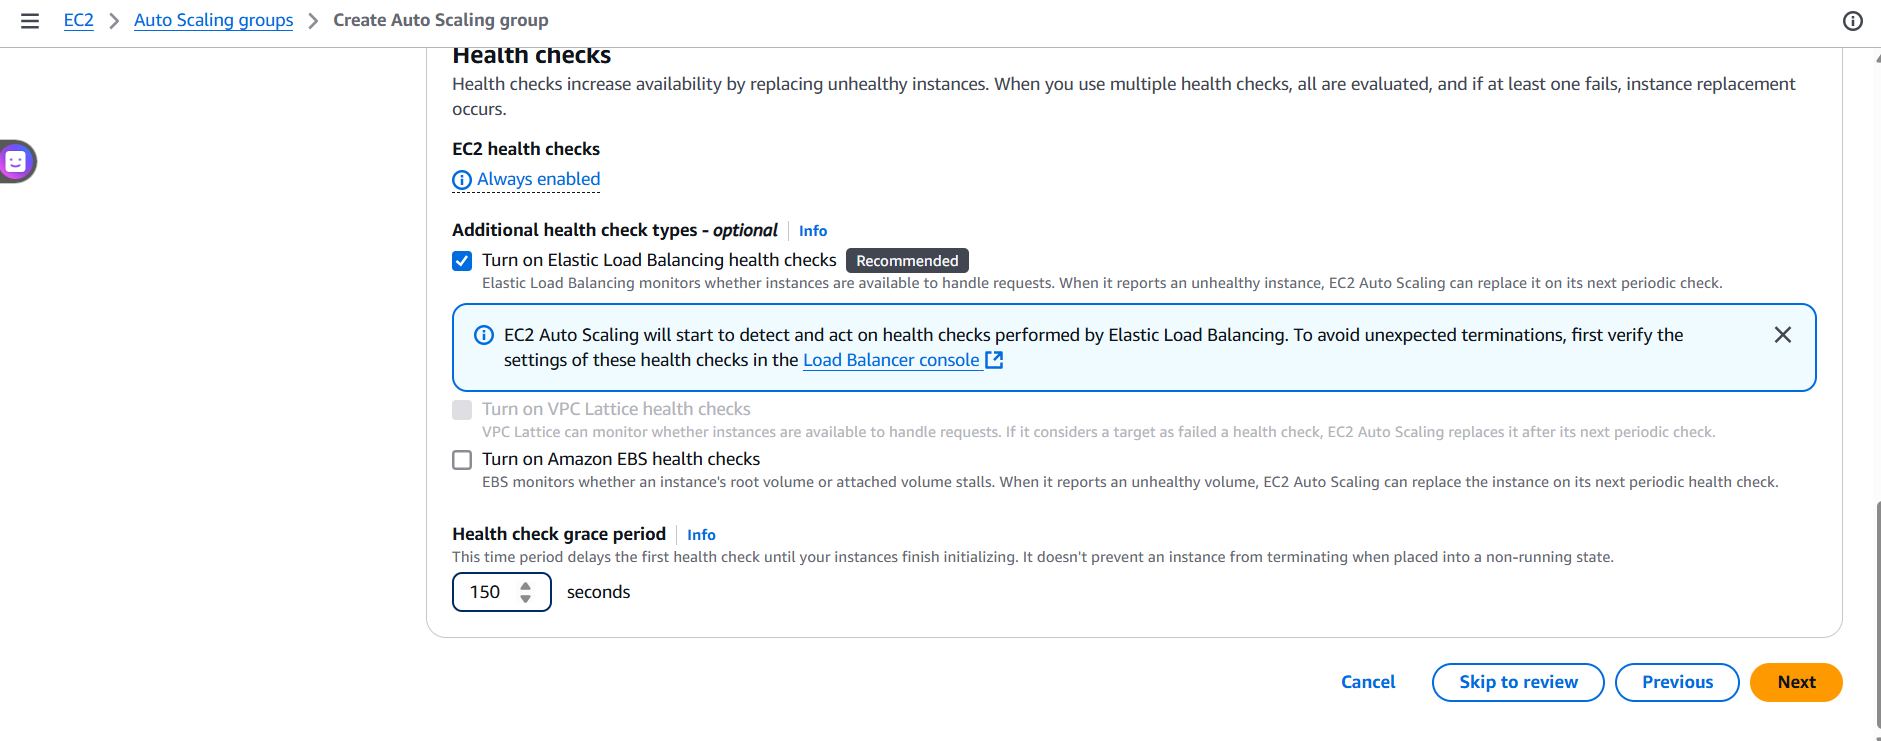 EC2 > Auto Scaling groups > Create Auto Scaling group
Health checks
Health checks increase availability by replacing unhealthy instances. When you use multiple health checks, all are evaluated, and if at least one fails, instance replacement
occurs.
EC2 health checks
Always enabled
Additional health check types - optional | Info
Turn on Elastic Load Balancing health checks Recommended
Elastic Load Balancing monitors whether instances are available to handle requests. When it reports an unhealthy instance, EC2 Auto Scaling can replace it on its next periodic check.
EC2 Auto Scaling will start to detect and act on health checks performed by Elastic Load Balancing. To avoid unexpected terminations, first verify the
settings of these health checks in the Load Balancer console
Turn on VPC Lattice health checks
VPC Lattice can monitor whether instances are available to handle requests. If it considers a target as failed a health check, EC2 Auto Scaling replaces it after its next periodic check.
Turn on Amazon EBS health checks
EBS monitors whether an instance's root volume or attached volume stalls. When it reports an unhealthy volume, EC2 Auto Scaling can replace the instance on its next periodic health check.
Health check grace period | Info
This time period delays the first health check until your instances finish initializing. It doesn't prevent an instance from terminating when placed into a non-running state.
150 seconds
Cancel Skip to review Previous Next